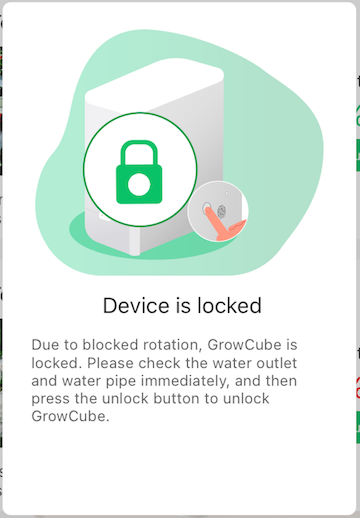 Device is locked
Due to blocked rotation, GrowCube is
locked. Please check the water outlet
and water pipe immediately, and then
press the unlock button to unlock
GrowCube.